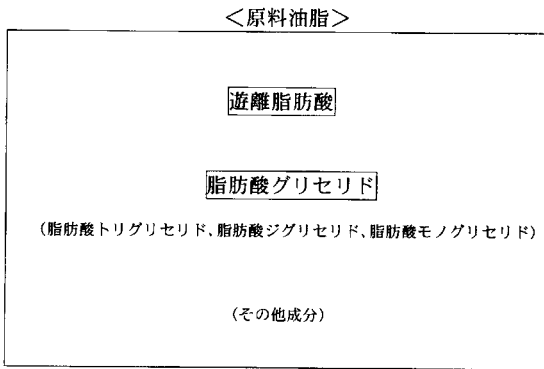 ＜原料油脂＞
遊離脂肪酸
脂肪酸グリセリド
(脂肪酸トリグリセリド、脂肪酸ジグリセリド、脂肪酸モノグリセリド)
(その他成分)